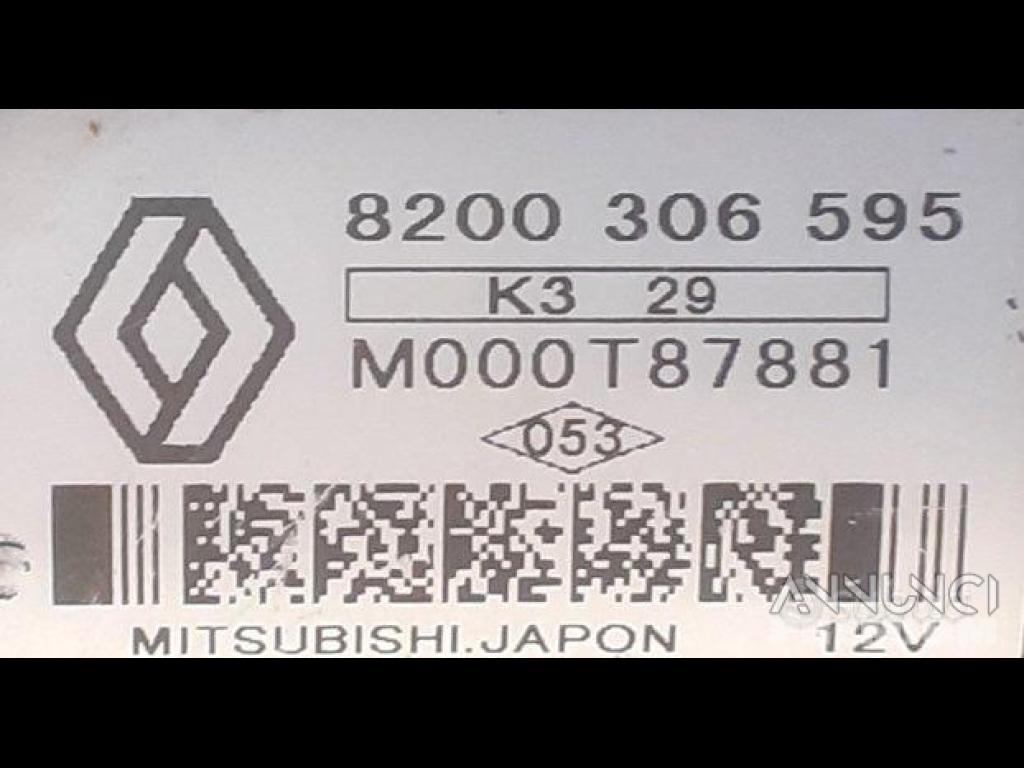 8200 306 595
K3 29
M000T87881
053
ANNUNCI
MITSUBISHI.JAPON 12V